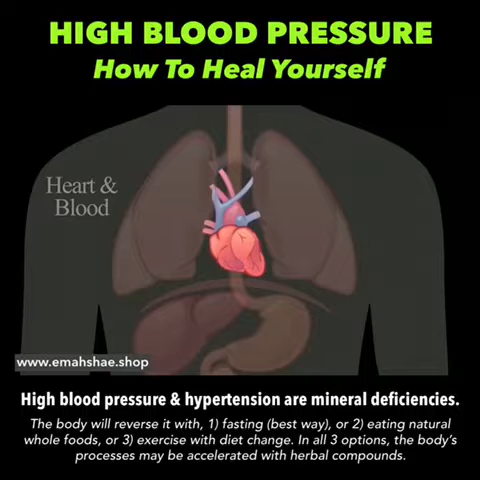 HIGH BLOOD PRESSURE
How To Heal Yourself
Heart &
Blood
www.emahshae.shop
High blood pressure & hypertension are mineral deficiencies.
The body will reverse it with, 1) fasting (best way), or 2) eating natural
whole foods, or 3) exercise with diet change. In all 3 options, the body's
processes may be accelerated with herbal compounds.